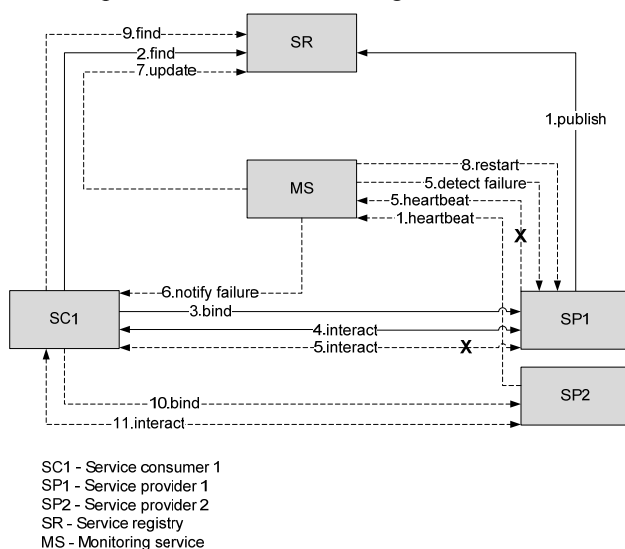 9.find
SR
2.find
7.update
1.publish
8.restart
MS
5.detect failure
5.heartbeat
1.heartbeat
X
6.notify failure
3.bind
SC1
SP1
4.interact
5.interact
X
SP2
10.bind
11.interact
SC1 - Service consumer 1
SP1 - Service provider 1
SP2 - Service provider 2
SR - Service registry
MS - Monitoring service